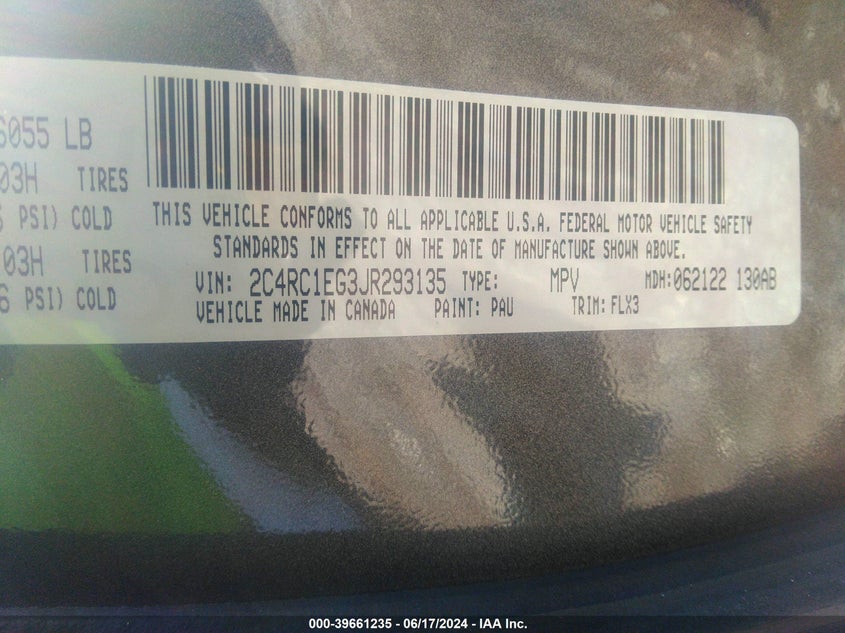 6055 LB
03H TIRES
PSI) COLD
03H TIRES
6 PSI) COLD
THIS VEHICLE CONFORMS TO ALL APPLICABLE U.S.A. FEDERAL MOTOR VEHICLE SAFETY
STANDARDS IN EFFECT ON THE DATE OF MANUFACTURE SHOWN ABOVE.
VIN: 2C4RC1EG3JR293135 TYPE: MPV MDH: 062122 130AB
VEHICLE MADE IN CANADA PAINT: PAU TRIM: FLX3
000-39661235 - 06/17/2024 - IAA Inc.